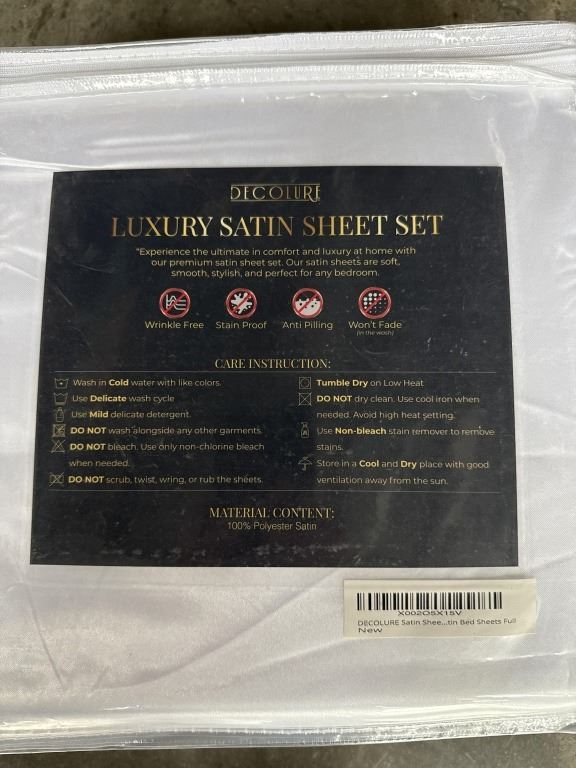 DECOLURE
LUXURY SATIN SHEET SET
"Experience the ultimate in comfort and luxury at home with
our premium satin sheet set. Our satin sheets are soft,
smooth, stylish, and perfect for any bedroom.
Wrinkle Free
Stain Proof
Anti Pilling
Won't Fade
(in the wash)
CARE INSTRUCTION:
Wash in Cold water with like colors.
Use Delicate wash cycle
Use Mild delicate detergent.
DO NOT wash alongside any other garments.
DO NOT bleach. Use only non-chlorine bleach
when needed.
DO NOT scrub, twist, wring, or rub the sheets.
Tumble Dry on Low Heat
DO NOT dry clean. Use cool iron when
needed. Avoid high heat setting.
Use Non-bleach stain remover to remove
stains.
Store in a Cool and Dry place with good
ventilation away from the sun.
MATERIAL CONTENT:
100% Polyester Satin
X002O5X15V
DECOLURE Satin Shee...tin Bed Sheets Full
New